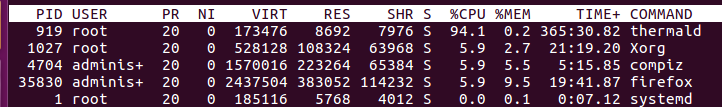 PID USER PR NI VIRT RES SHR S %CPU %MEM TIME+ COMMAND
919 root 20 0 173476 8692 7976 S 94.1 0.2 365:30.82 thermald
1027 root 20 0 528128 108324 63968 S 5.9 2.7 21:19.20 Xorg
4704 adminis+ 20 0 1570016 223264 65384 S 5.5 5.5 5:15.85 compiz
35830 adminis+ 20 0 2437504 383052 114232 S 5.9 9.5 19:41.87 firefox
1 root 20 0 185116 5768 4012 S 0.0 0.1 0:07.12 systemd